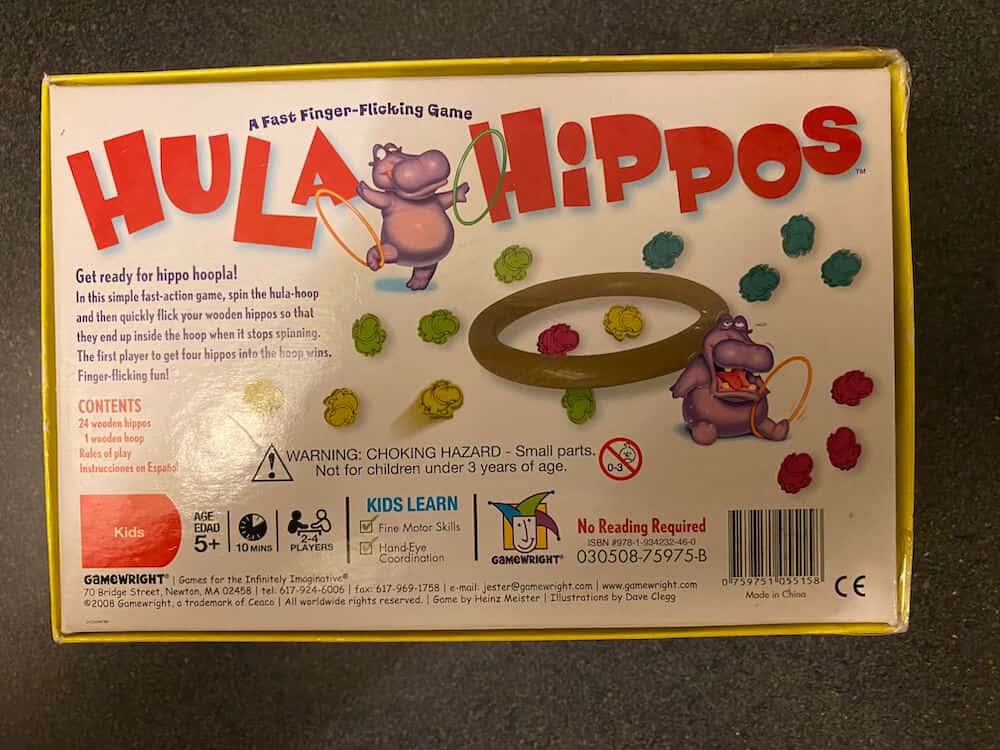 A Fast Finger-Flicking Game
HULA HIPPOS™
Get ready for hippo hoopla!
In this simple fast-action game, spin the hula-hoop
and then quickly flick your wooden hippos so that
they end up inside the hoop when it stops spinning.
The first player to get four hippos into the hoop wins.
Finger-flicking fun!
CONTENTS
24 wooden hippos
1 wooden hoop
Rules of play
Instrucciones en Español
WARNING: CHOKING HAZARD - Small parts.
Not for children under 3 years of age.
0-3
Kids
AGE
EDAD
5+
10 MINS
2-4
PLAYERS
KIDS LEARN
Fine Motor Skills
Hand-Eye
Coordination
GAMEWRIGHT®
No Reading Required
ISBN #978-1-934232-46-0
030508-75975-B
0 759751 055158
Made in China
CE
GAMEWRIGHT® | Games for the Infinitely Imaginative®
70 Bridge Street, Newton, MA 02458 | tel: 617-924-6006 | fax: 617-969-1758 | e-mail: jester@gamewright.com | www.gamewright.com
©2008 Gamewright, a trademark of Ceaco | All worldwide rights reserved. | Game by Heinz Meister | Illustrations by Dave Clegg